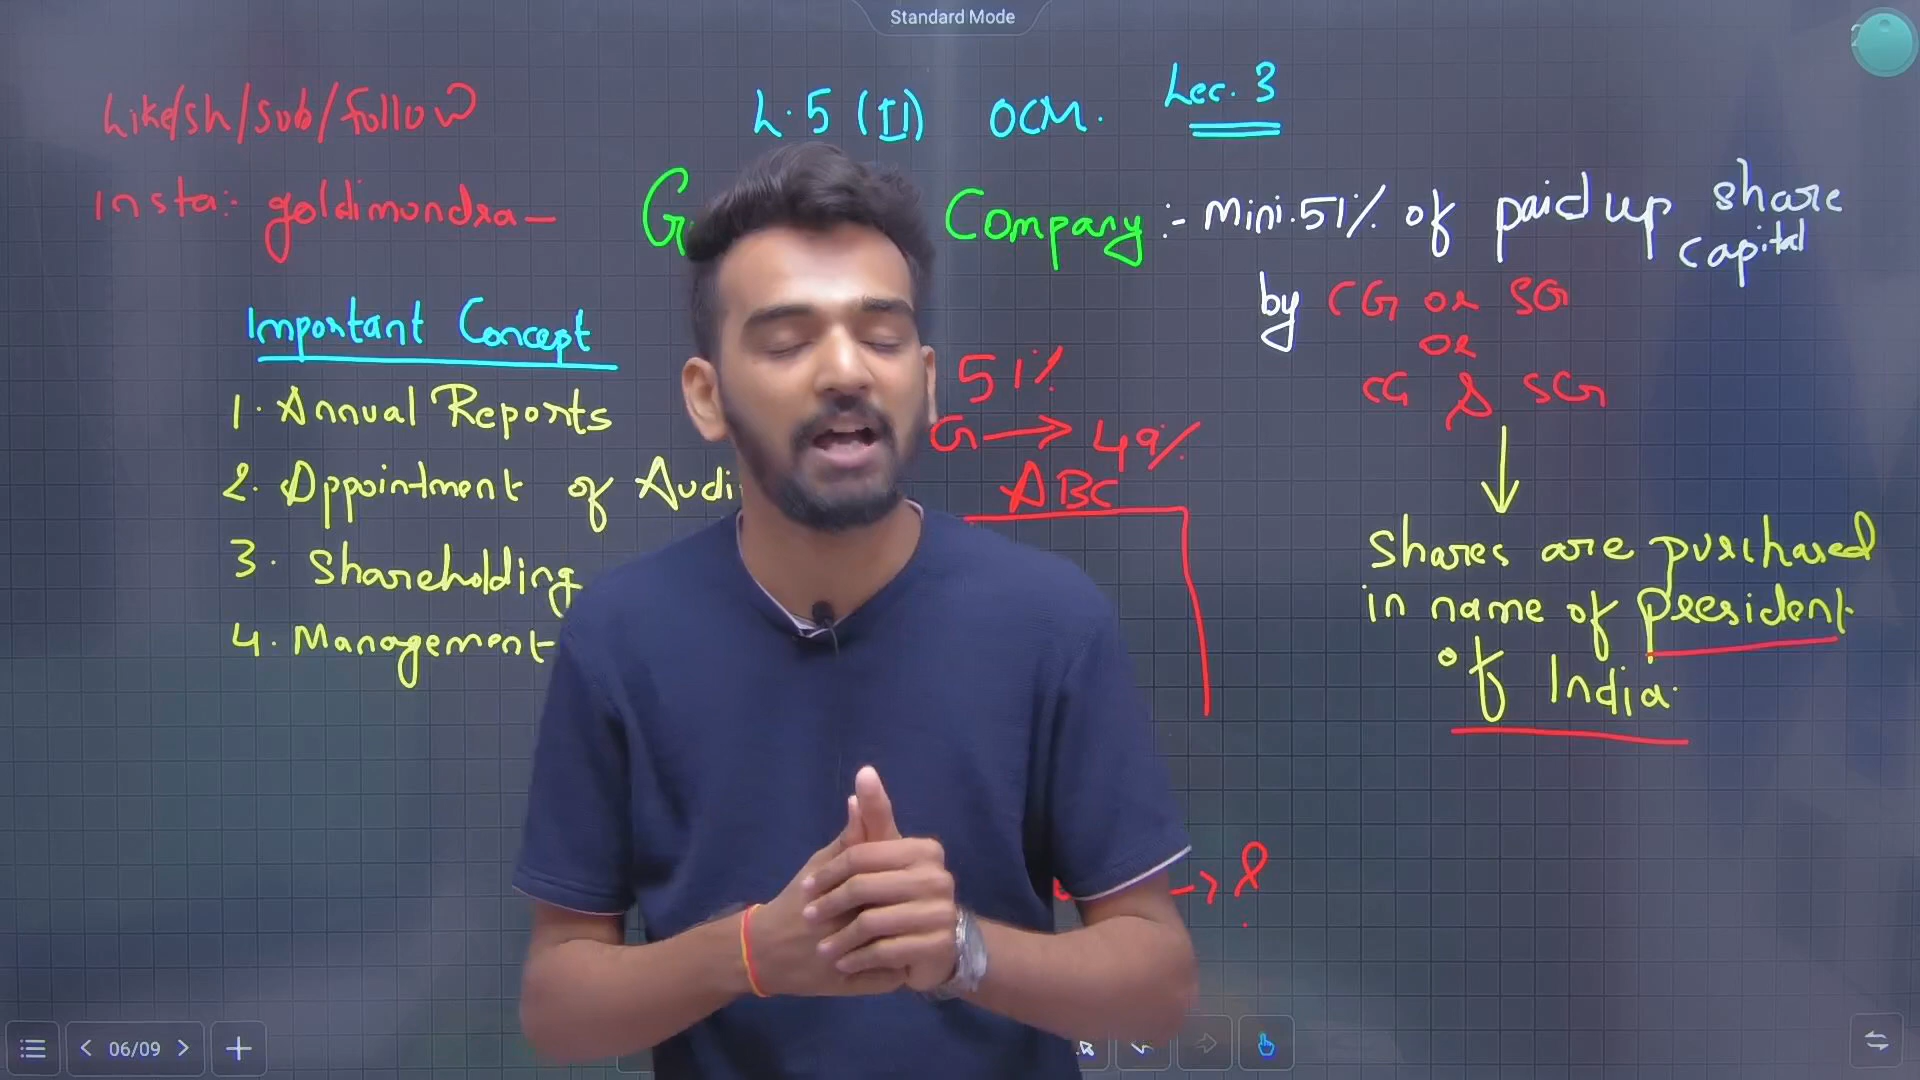 Standard Mode
Like/sh/sub/follow
L.5 (II) OCM. Lec. 3
Insta:- goldimundra_
Company :- Mini. 51% of paid up share capital
by CG or SG
or
CG & SG
Important Concept
1. Annual Reports
2. Appointment of Audi
3. Shareholding
4. Management
51%
G → 49%
ABC
Shares are purchased
in name of president
of India.
06/09